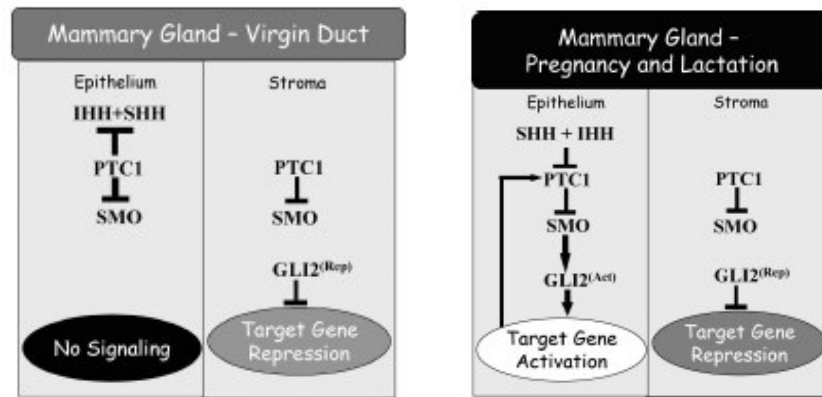 Mammary Gland – Virgin Duct
Epithelium
IHH+SHH
PTC1
SMO
No Signaling
Stroma
PTC1
SMO
GLI2(Rep)
Target Gene
Repression
Mammary Gland –
Pregnancy and Lactation
Epithelium
SHH + IHH
PTC1
SMO
GLI2(Act)
Target Gene
Activation
Stroma
PTC1
SMO
GLI2(Rep)
Target Gene
Repression